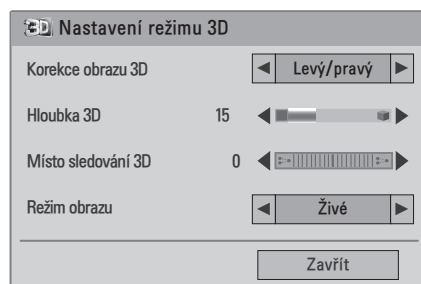 3D Nastavení režimu 3D
Korekce obrazu 3D ◀ Levý/pravý ▶
Hloubka 3D 15
Místo sledování 3D 0
Režim obrazu ◀ Živé ▶
Zavřít